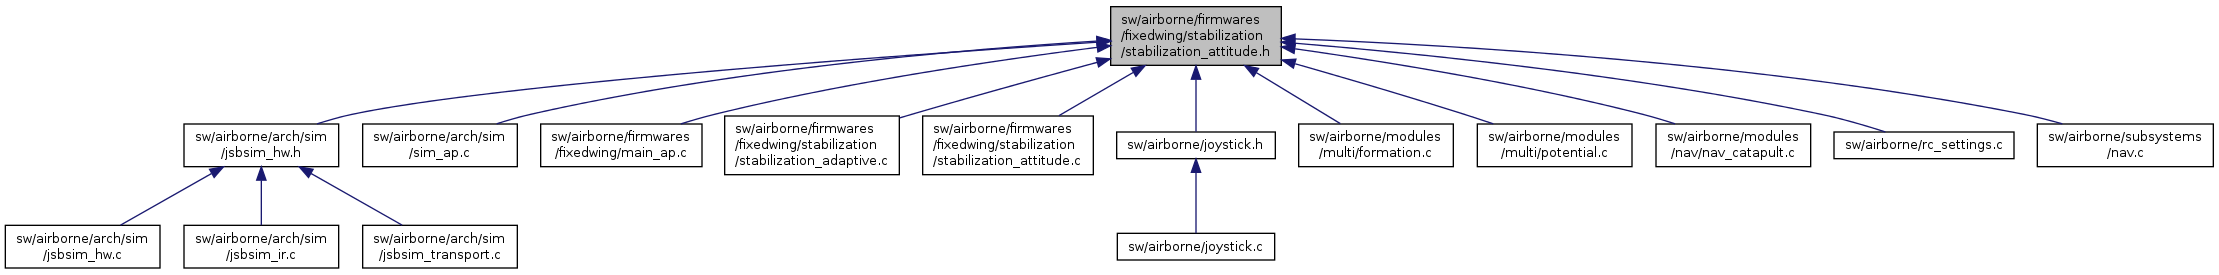 sw/airborne/firmwares
/fixedwing/stabilization
/stabilization_attitude.h
sw/airborne/arch/sim
/jsbsim_hw.h
sw/airborne/arch/sim
/sim_ap.c
sw/airborne/firmwares
/fixedwing/main_ap.c
sw/airborne/firmwares
/fixedwing/stabilization
/stabilization_adaptive.c
sw/airborne/firmwares
/fixedwing/stabilization
/stabilization_attitude.c
sw/airborne/joystick.h
sw/airborne/modules
/multi/formation.c
sw/airborne/modules
/multi/potential.c
sw/airborne/modules
/nav/nav_catapult.c
sw/airborne/rc_settings.c
sw/airborne/subsystems
/nav.c
sw/airborne/arch/sim
/jsbsim_hw.c
sw/airborne/arch/sim
/jsbsim_ir.c
sw/airborne/arch/sim
/jsbsim_transport.c
sw/airborne/joystick.c